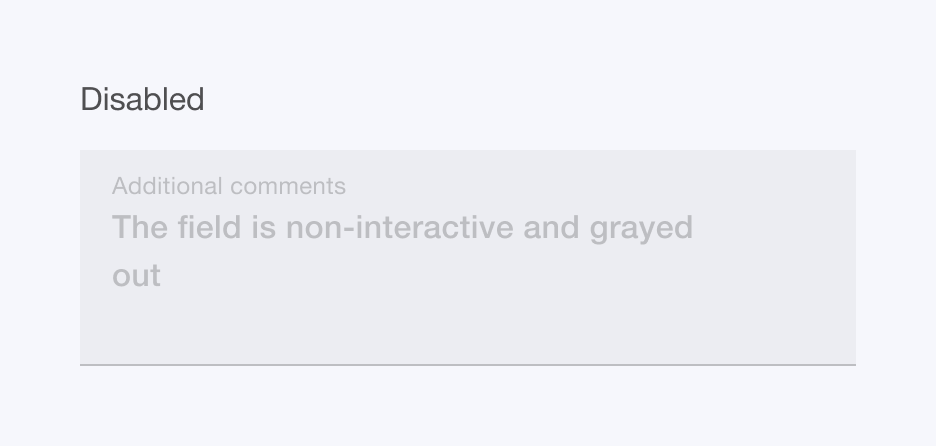 Disabled
Additional comments
The field is non-interactive and grayed
out